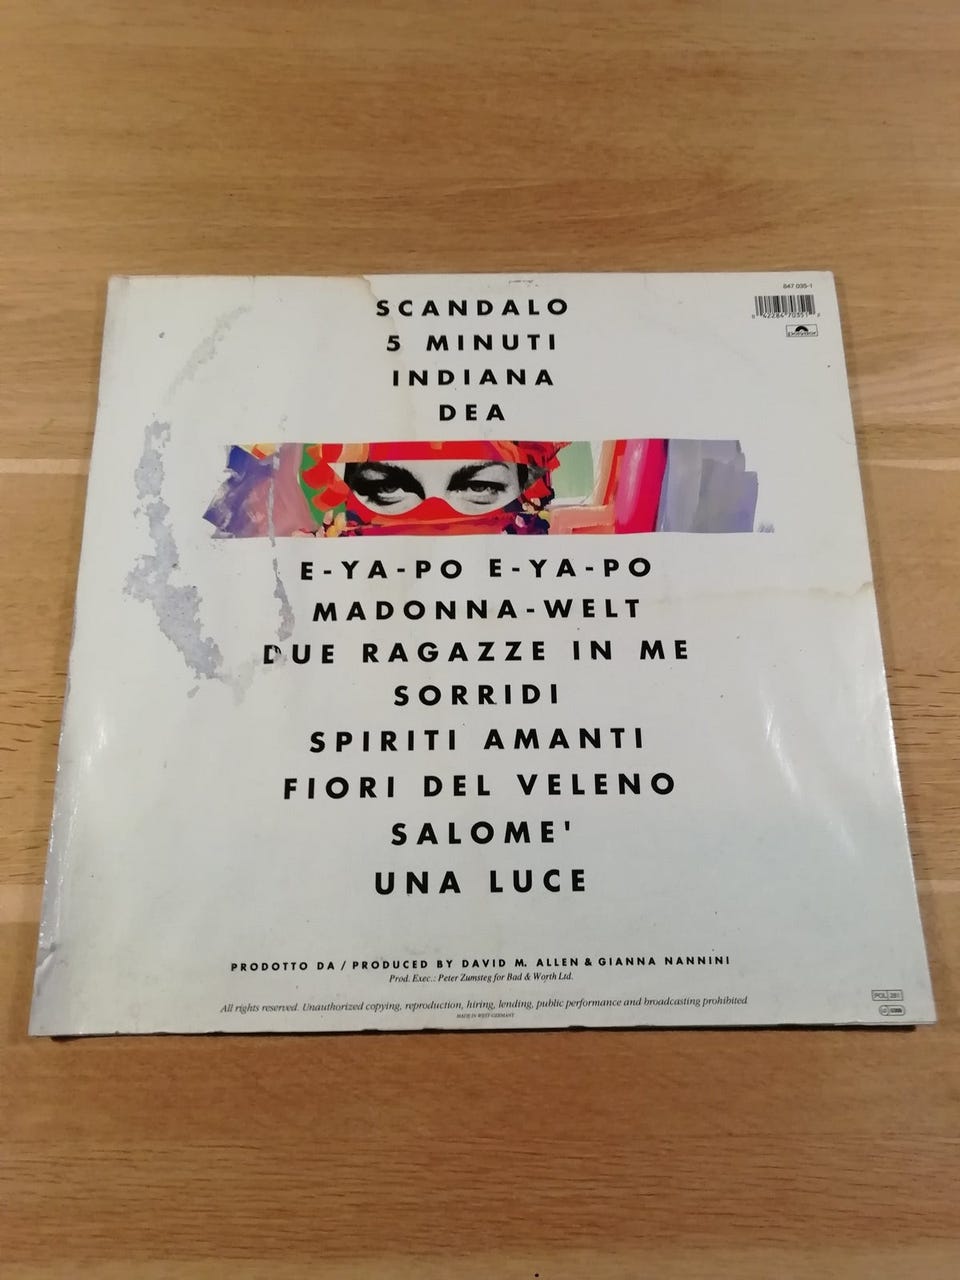 847 035-1
polydor
SCANDALO
5 MINUTI
INDIANA
DEA
E-YA-PO E-YA-PO
MADONNA-WELT
DUE RAGAZZE IN ME
SORRIDI
SPIRITI AMANTI
FIORI DEL VELENO
SALOME'
UNA LUCE
PRODOTTO DA / PRODUCED BY DAVID M. ALLEN & GIANNA NANNINI
Prod. Exec.: Peter Zumsteg for Bad & Worth Ltd.
All rights reserved. Unauthorized copying, reproduction, hiring, lending, public performance and broadcasting prohibited
MADE IN WEST GERMANY